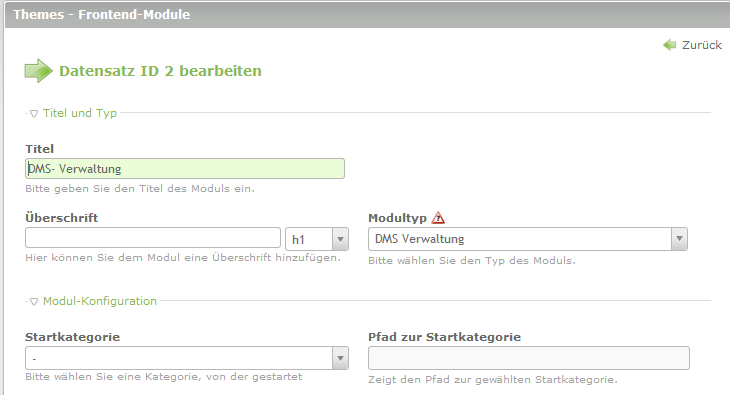 Themes - Frontend-Module
Zurück
Datensatz ID 2 bearbeiten
Titel und Typ
Titel
DMS- Verwaltung
Bitte geben Sie den Titel des Moduls ein.
Überschrift
Modultyp
h1
DMS Verwaltung
Hier können Sie dem Modul eine Überschrift hinzufügen.
Bitte wählen Sie den Typ des Moduls.
Modul-Konfiguration
Startkategorie
Pfad zur Startkategorie
-
Bitte wählen Sie eine Kategorie, von der gestartet
Zeigt den Pfad zur gewählten Startkategorie.